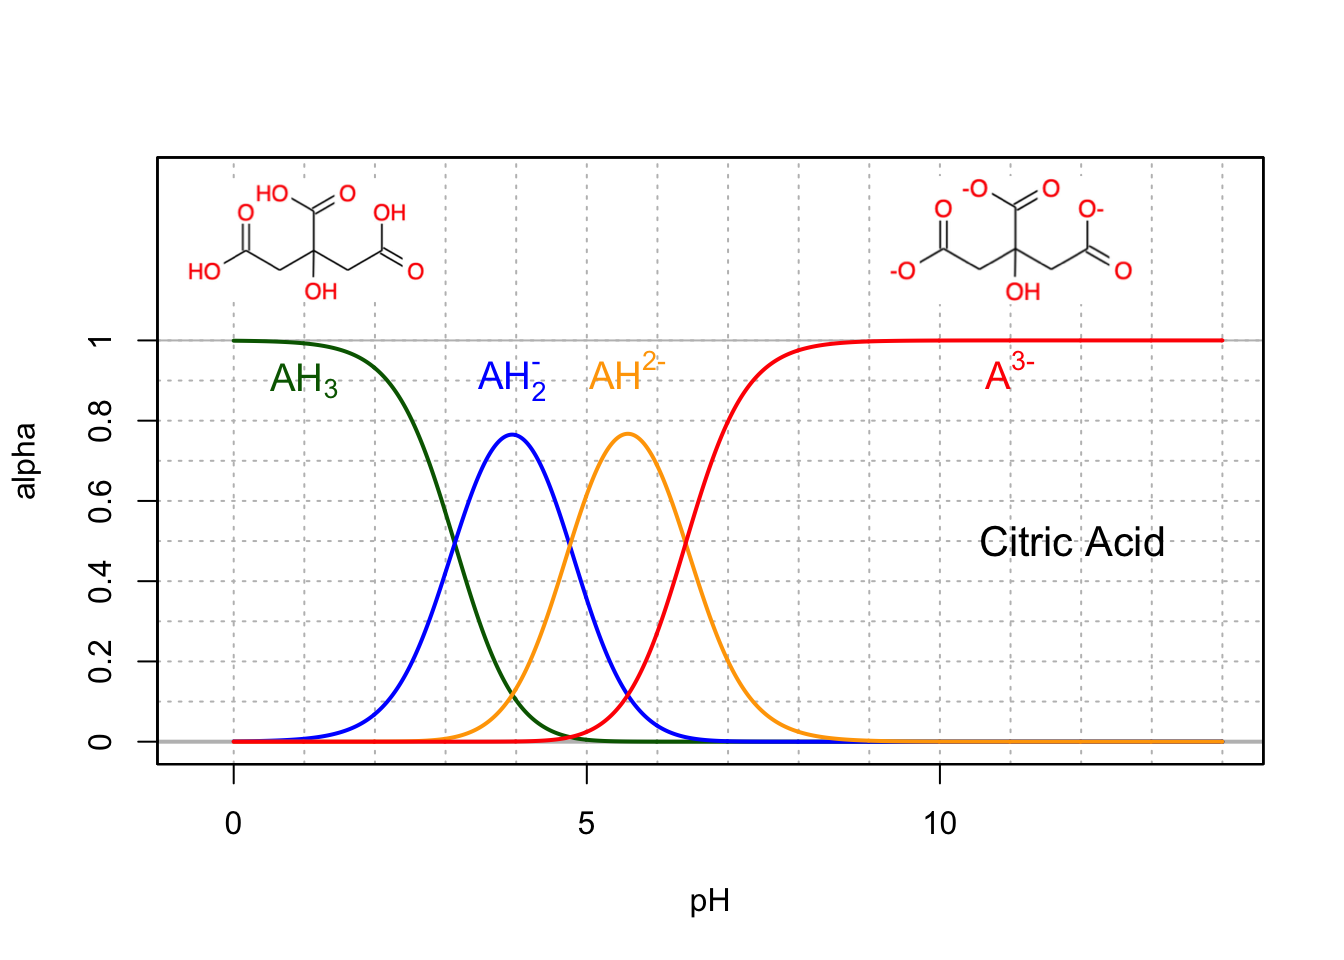 HO O
O OH
HO O
OH
-O O
O O-
-O O
OH
AH₃ AH₂⁻ AH²⁻ A³⁻
Citric Acid
alpha
1
0.8
0.6
0.4
0.2
0
0 5 10
pH